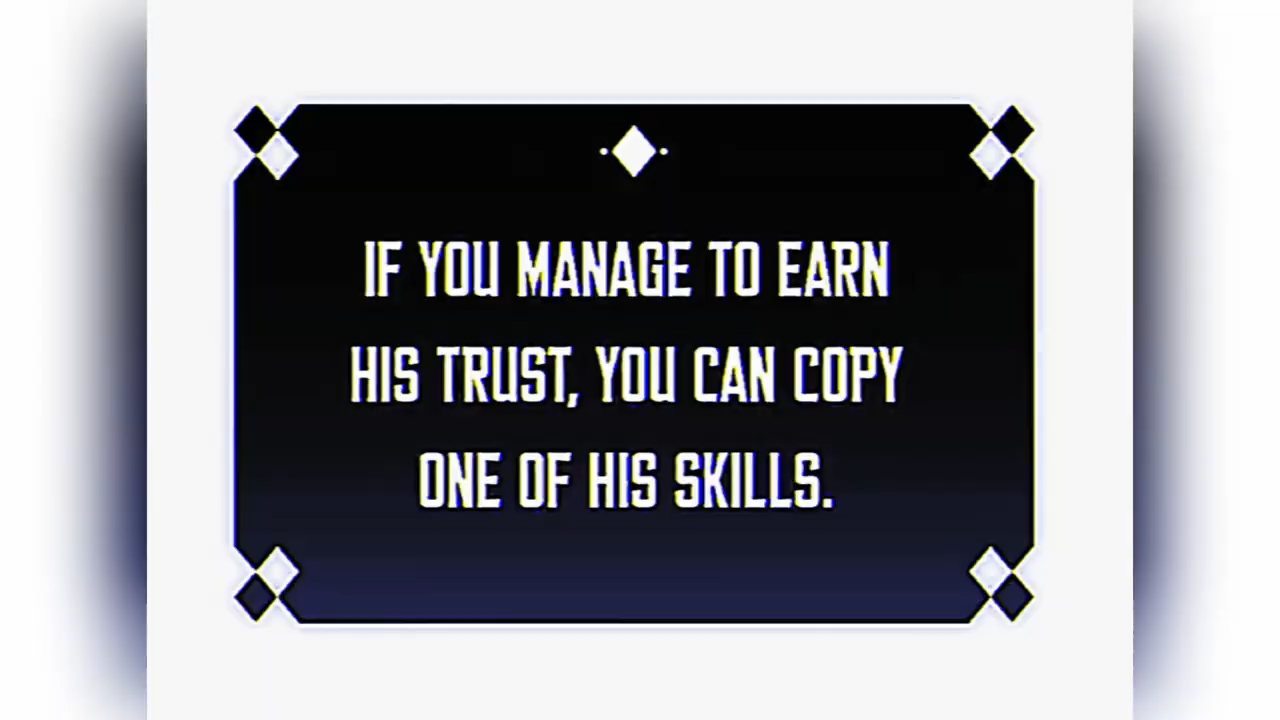 IF YOU MANAGE TO EARN
HIS TRUST, YOU CAN COPY
ONE OF HIS SKILLS.